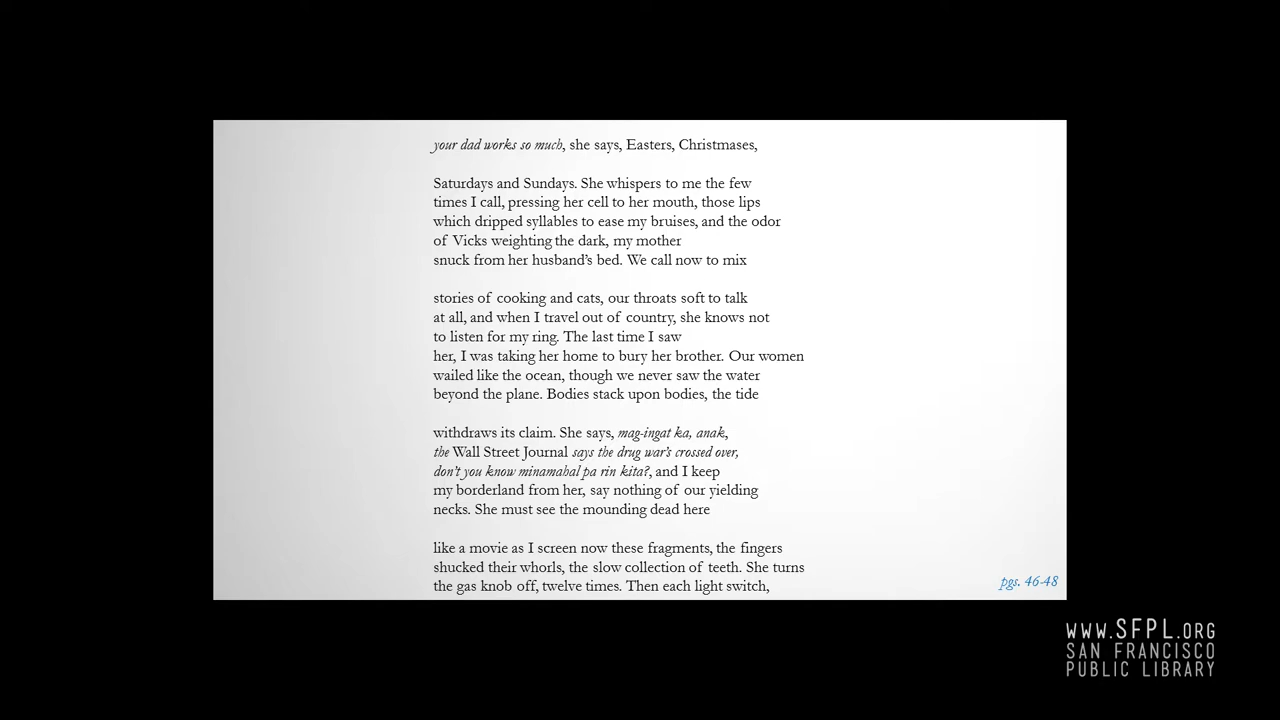 your dad works so much, she says, Easters, Christmases,
Saturdays and Sundays. She whispers to me the few
times I call, pressing her cell to her mouth, those lips
which dripped syllables to ease my bruises, and the odor
of Vicks weighting the dark, my mother
snuck from her husband's bed. We call now to mix
stories of cooking and cats, our throats soft to talk
at all, and when I travel out of country, she knows not
to listen for my ring. The last time I saw
her, I was taking her home to bury her brother. Our women
wailed like the ocean, though we never saw the water
beyond the plane. Bodies stack upon bodies, the tide
withdraws its claim. She says, mag-ingat ka, anak,
the Wall Street Journal says the drug war's crossed over,
don't you know minamahal pa rin kita?, and I keep
my borderland from her, say nothing of our yielding
necks. She must see the mounding dead here
like a movie as I screen now these fragments, the fingers
shucked their whorls, the slow collection of teeth. She turns
the gas knob off, twelve times. Then each light switch,
pgs. 46-48
WWW.SFPL.ORG
SAN FRANCISCO
PUBLIC LIBRARY